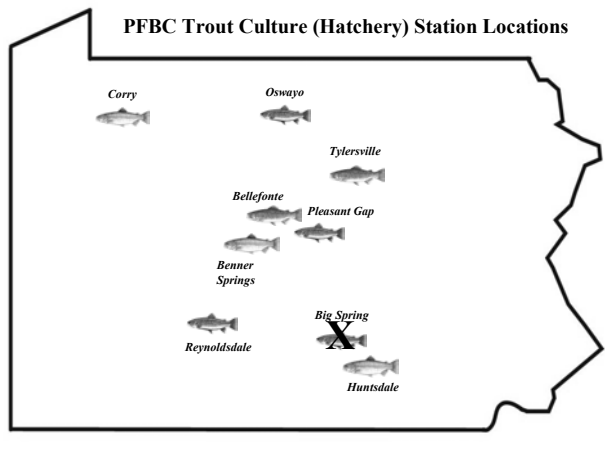 PFBC Trout Culture (Hatchery) Station Locations
Corry
Oswayo
Tylersville
Bellefonte
Pleasant Gap
Benner
Springs
Big Spring
X
Reynoldsdale
Huntsdale